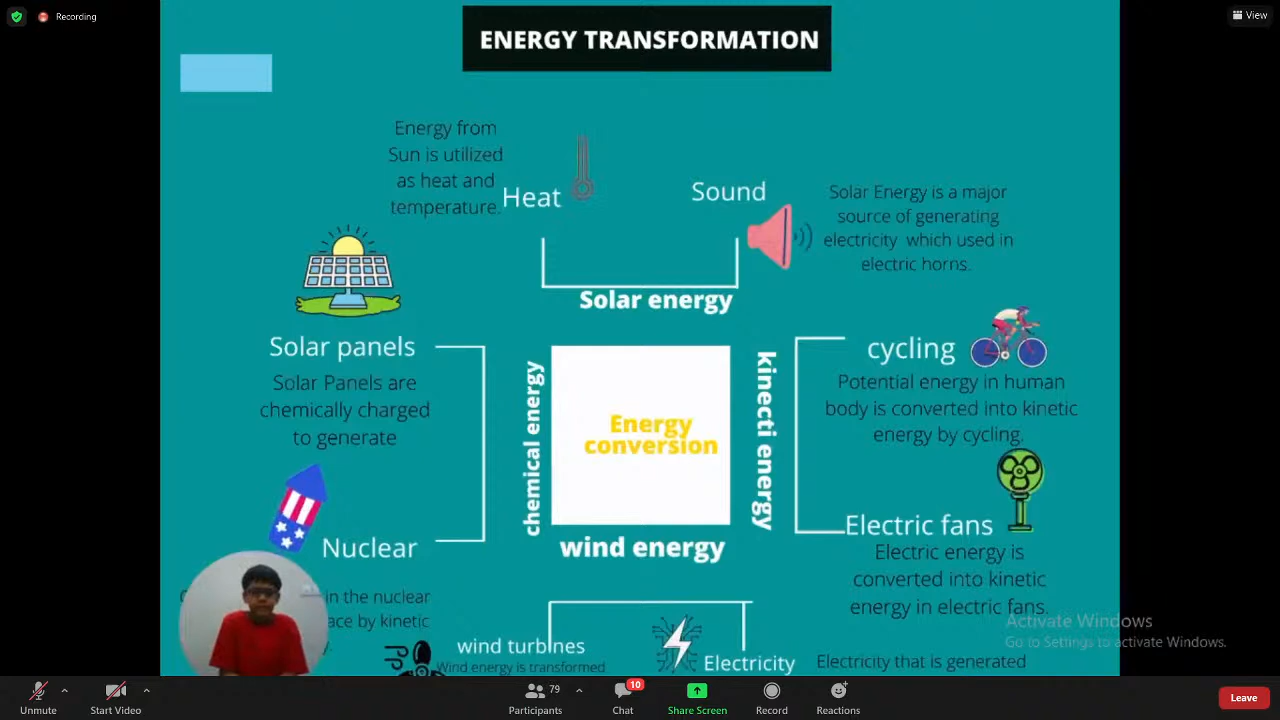 Recording
View
ENERGY TRANSFORMATION
Energy from
Sun is utilized
as heat and
temperature.
Heat
Sound
Solar Energy is a major
source of generating
electricity which used in
electric horns.
Solar energy
Solar panels
Solar Panels are
chemically charged
to generate
chemical energy
Energy
conversion
kinecti energy
cycling
Potential energy in human
body is converted into kinetic
energy by cycling.
Nuclear
wind energy
Electric fans
Electric energy is
converted into kinetic
energy in electric fans.
in the nuclear
by kinetic
wind turbines
Wind energy is transformed
Electricity
Electricity that is generated
Activate Windows
Go to Settings to activate Windows.
Unmute
Start Video
79
Participants
10
Chat
Share Screen
Record
Reactions
Leave